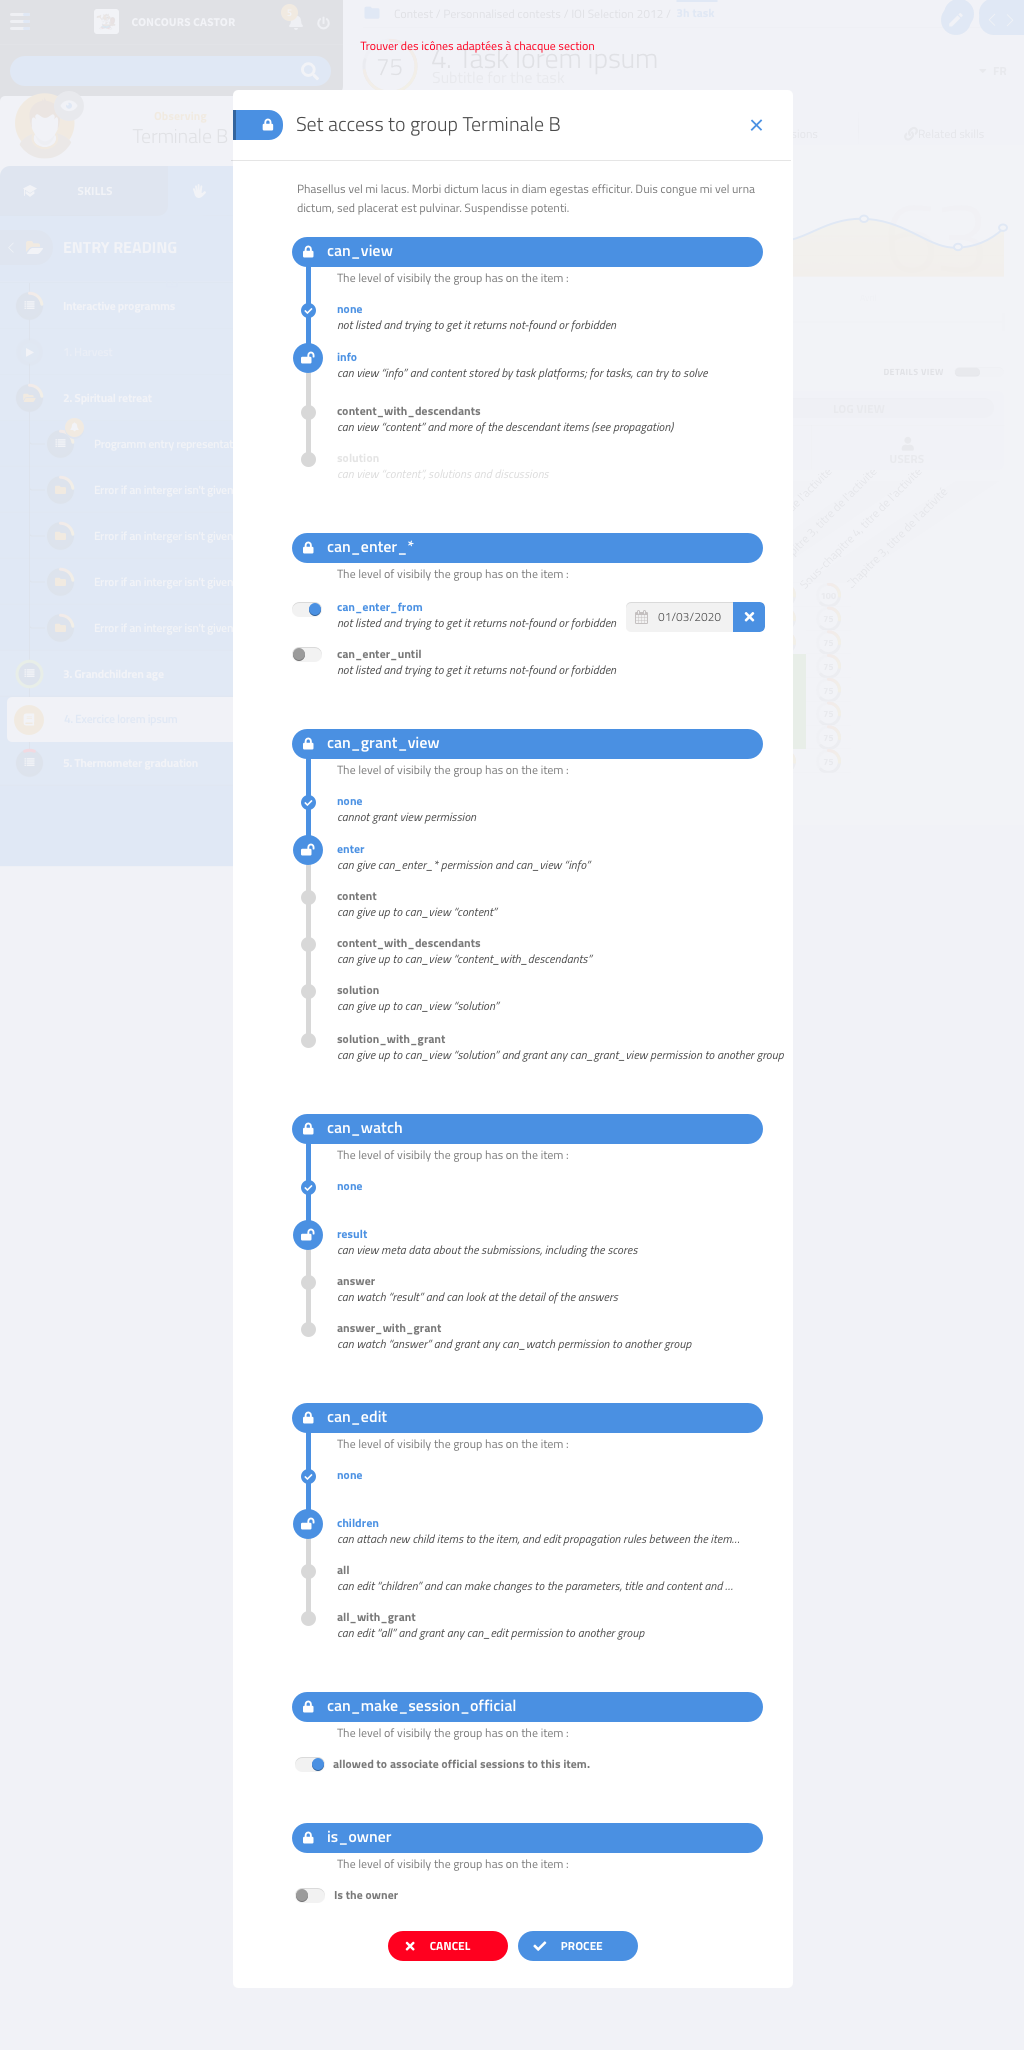 CONCOURS CASTOR
Contest / Personnalised contests / IOI Selection 2012 / 3h task
Trouver des icônes adaptées à chacque section
75
4. Task lorem ipsum
Subtitle for the task
FR
Observing
Terminale B
Related skills
SKILLS
ENTRY READING
Interactive programms
2. Spiritual retreat
Programm entry representat
Error if an interger isn't given
Error if an interger isn't given
Error if an interger isn't given
Error if an interger isn't given
3. Grandchildren age
4. Exercice lorem ipsum
5. Thermometer graduation
DETAILS VIEW
LOG VIEW
USERS
Set access to group Terminale B
Phasellus vel mi lacus. Morbi dictum lacus in diam egestas efficitur. Duis congue mi vel urna
dictum, sed placerat est pulvinar. Suspendisse potenti.
can_view
The level of visibily the group has on the item :
none
not listed and trying to get it returns not-found or forbidden
info
can view "info" and content stored by task platforms; for tasks, can try to solve
content_with_descendants
can view "content" and more of the descendant items (see propagation)
solution
can view "content", solutions and discussions
can_enter_*
The level of visibily the group has on the item :
can_enter_from
not listed and trying to get it returns not-found or forbidden
01/03/2020
can_enter_until
not listed and trying to get it returns not-found or forbidden
can_grant_view
The level of visibily the group has on the item :
none
cannot grant view permission
enter
can give can_enter_* permission and can_view "info"
content
can give up to can_view "content"
content_with_descendants
can give up to can_view "content_with_descendants"
solution
can give up to can_view "solution"
solution_with_grant
can give up to can_view "solution" and grant any can_grant_view permission to another group
can_watch
The level of visibily the group has on the item :
none
result
can view meta data about the submissions, including the scores
answer
can watch "result" and can look at the detail of the answers
answer_with_grant
can watch "answer" and grant any can_watch permission to another group
can_edit
The level of visibily the group has on the item :
none
children
can attach new child items to the item, and edit propagation rules between the item...
all
can edit "children" and can make changes to the parameters, title and content and ...
all_with_grant
can edit "all" and grant any can_edit permission to another group
can_make_session_official
The level of visibily the group has on the item :
allowed to associate official sessions to this item.
is_owner
The level of visibily the group has on the item :
Is the owner
CANCEL
PROCEE